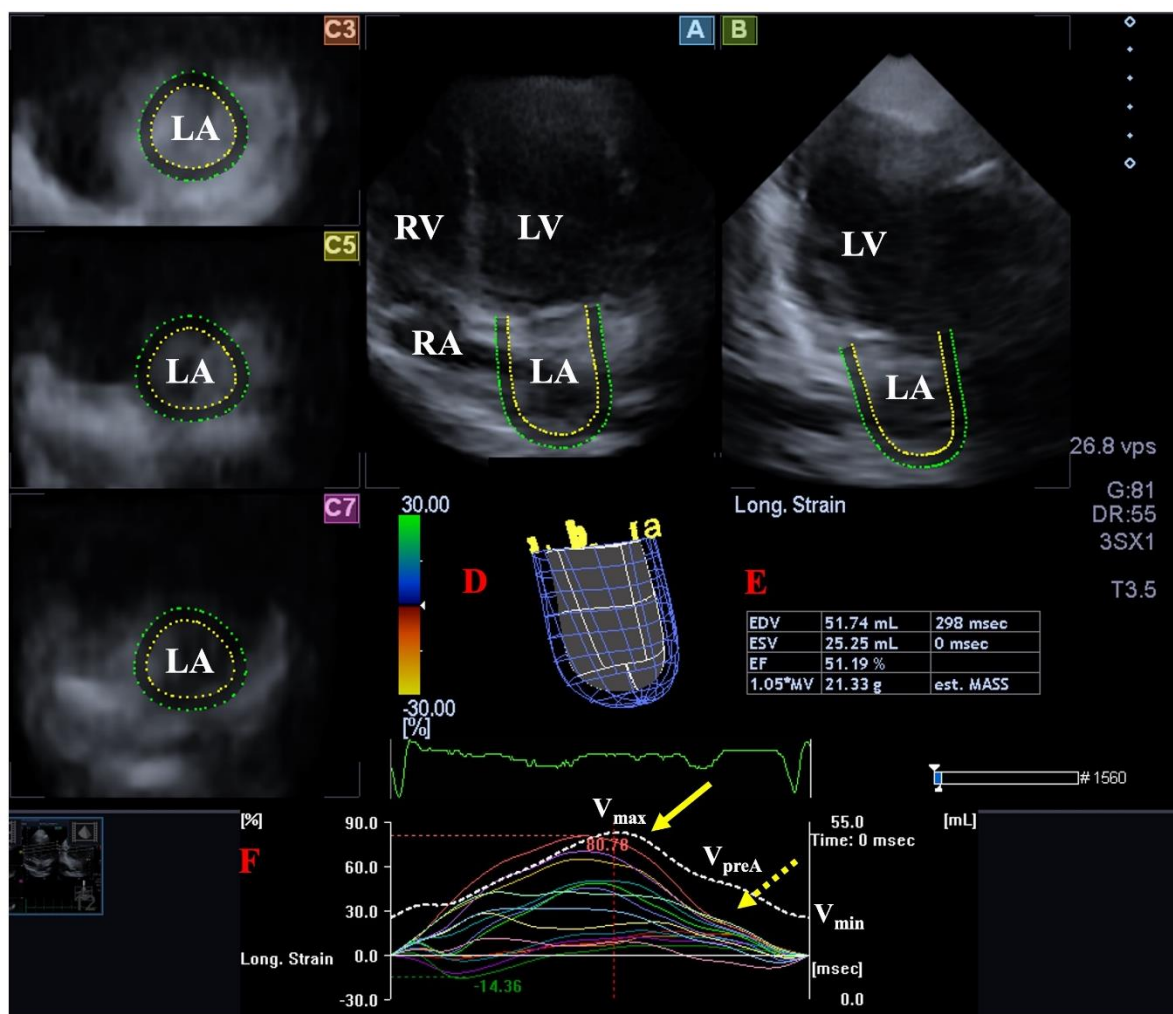 C3
LA
A
RV
LV
RA
LA
B
LV
LA
C5
LA
26.8 vps
G:81
DR:55
3SX1
T3.5
C7
LA
30.00
-30.00
[%]
D
b
a
Long. Strain
E
EDV 51.74 mL 298 msec
ESV 25.25 mL 0 msec
EF 51.19 %
1.05*MV 21.33 g est. MASS
#1560
F
[%]
90.0
60.0
30.0
0.0
-30.0
Long. Strain
Vmax
80.78
VpreA
Vmin
-14.36
55.0
[mL]
Time: 0 msec
[msec]
0.0